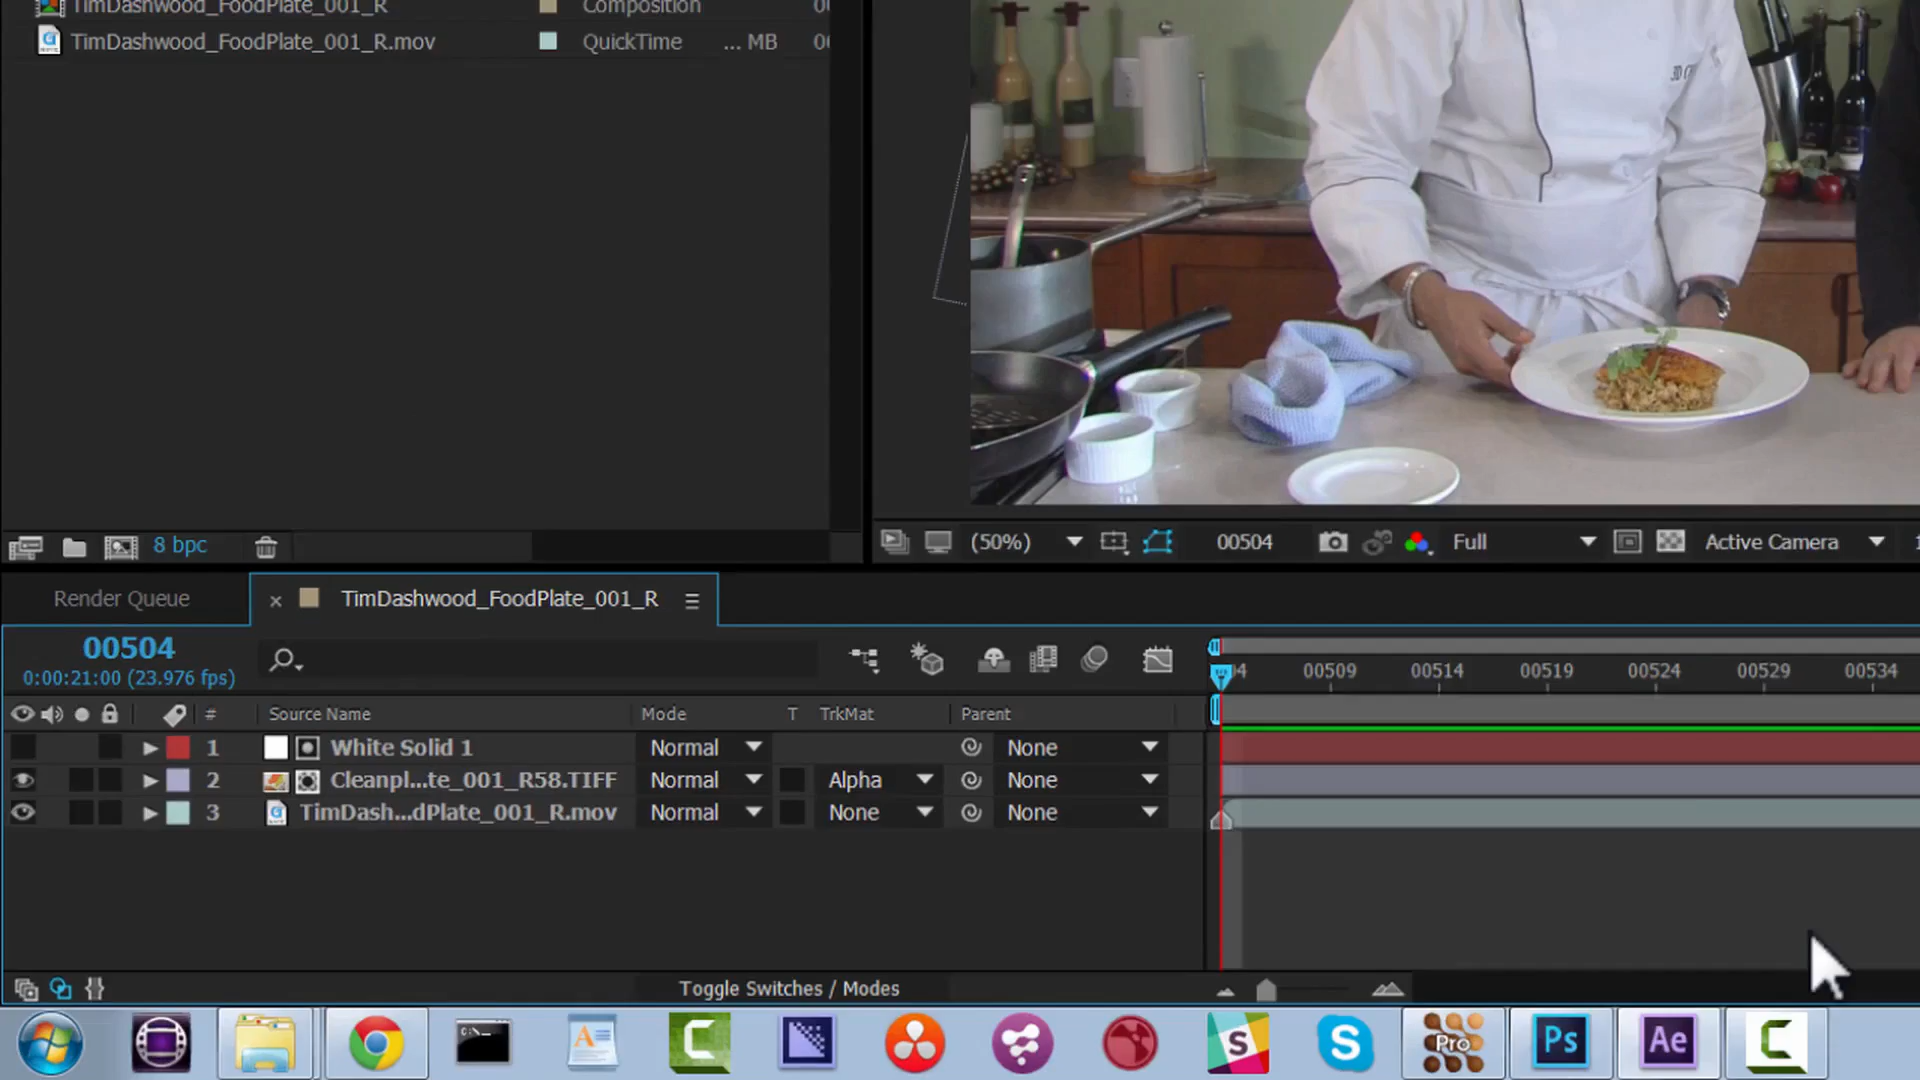 TimDashwood_FoodPlate_001_R Composition
TimDashwood_FoodPlate_001_R.mov QuickTime ... MB
8 bpc
(50%) 00504 Full Active Camera
Render Queue TimDashwood_FoodPlate_001_R
00504
0:00:21:00 (23.976 fps)
00509 00514 00519 00524 00529 00534
# Source Name Mode T TrkMat Parent
1 White Solid 1 Normal None
2 Cleanpl...te_001_R58.TIFF Normal Alpha None
3 TimDash...dPlate_001_R.mov Normal None None
Toggle Switches / Modes
Pro Ps Ae